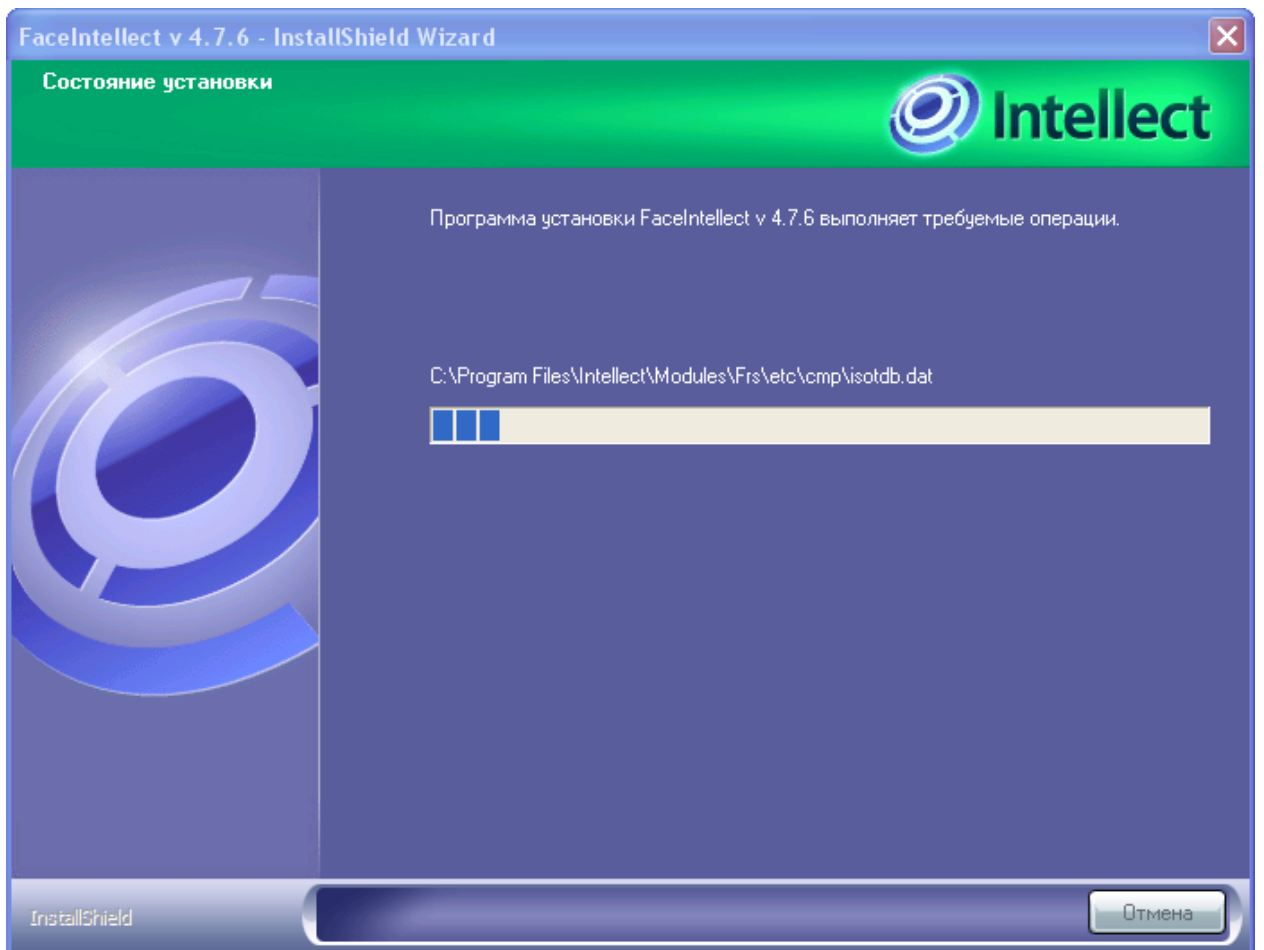 FaceIntellect v 4.7.6 - InstallShield Wizard
Состояние установки
Intellect
Программа установки FaceIntellect v 4.7.6 выполняет требуемые операции.
C:\Program Files\Intellect\Modules\Frs\etc\cmp\isotdb.dat
InstallShield
Отмена